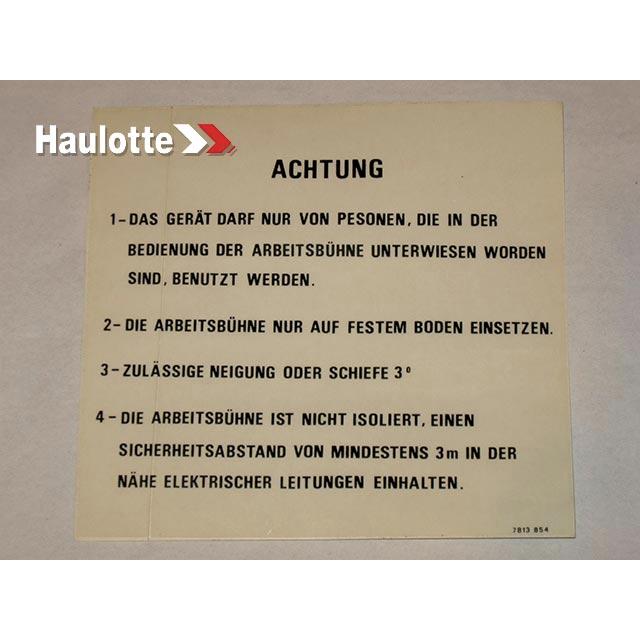 Haulotte
ACHTUNG
1-DAS GERÄT DARF NUR VON PESONEN, DIE IN DER
BEDIENUNG DER ARBEITSBÜHNE UNTERWIESEN WORDEN
SIND, BENUTZT WERDEN.
2-DIE ARBEITSBÜHNE NUR AUF FESTEM BODEN EINSETZEN.
3-ZULÄSSIGE NEIGUNG ODER SCHIEFE 3°
4-DIE ARBEITSBÜHNE IST NICHT ISOLIERT, EINEN
SICHERHEITSABSTAND VON MINDESTENS 3m IN DER
NÄHE ELEKTRISCHER LEITUNGEN EINHALTEN.
7813 854